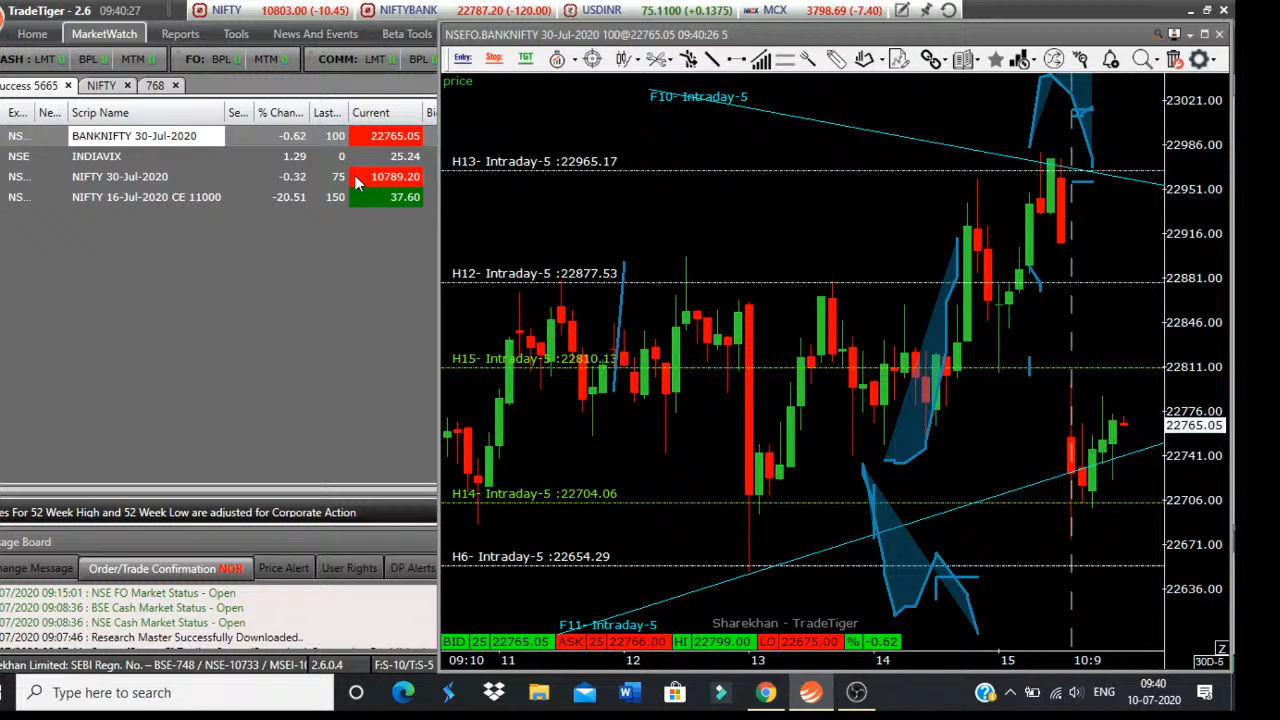 TradeTiger - 2.6 09:40:27
NIFTY 10803.00 (-10.45) NIFTYBANK 22787.20 (-120.00) USDINR 75.1100 (+0.1375) MCX 3798.69 (-7.40)
Home MarketWatch Reports Tools News And Events Beta Tools
ASH : LMT BPL MTM FO: BPL MTM COMM: LMT BPL
uccess 5665 NIFTY 768
Ex... Ne... Scrip Name Se... % Chan... Last... Current Bi
NS... BANKNIFTY 30-Jul-2020 -0.62 100 22765.05
NSE INDIAVIX 1.29 0 25.24
NS... NIFTY 30-Jul-2020 -0.32 75 10789.20
NS... NIFTY 16-Jul-2020 CE 11000 -20.51 150 37.60
es For 52 Week High and 52 Week Low are adjusted for Corporate Action
sage Board
hange Message Order/Trade Confirmation NOR Price Alert User Rights DP Alerts
/07/2020 09:15:01 : NSE FO Market Status - Open
/07/2020 09:08:36 : BSE Cash Market Status - Open
/07/2020 09:08:36 : NSE Cash Market Status - Open
/07/2020 09:07:46 : Research Master Successfully Downloaded..
ekhan Limited: SEBI Regn. No.– BSE-748 / NSE-10733 / MSEI-10 2.6.0.4 F:S-10/T:S-5
NSEFO.BANKNIFTY 30-Jul-2020 100@22765.05 09:40:26 5
Entry: Stop: TGT
price
F10- Intraday-5
H13- Intraday-5 :22965.17
H12- Intraday-5 :22877.53
H15- Intraday-5 :22810.13
H14- Intraday-5 :22704.06
H6- Intraday-5 :22654.29
F11- Intraday-5
Sharekhan - TradeTiger
23021.00
22986.00
22951.00
22916.00
22881.00
22846.00
22811.00
22776.00
22765.05
22741.00
22706.00
22671.00
22636.00
BID 25 22765.05 ASK 25 22766.00 HI 22799.00 LO 22675.00 % -0.62
Z
09:10 11 12 13 14 15 10:9 30D-5
Type here to search
ENG
09:40
10-07-2020